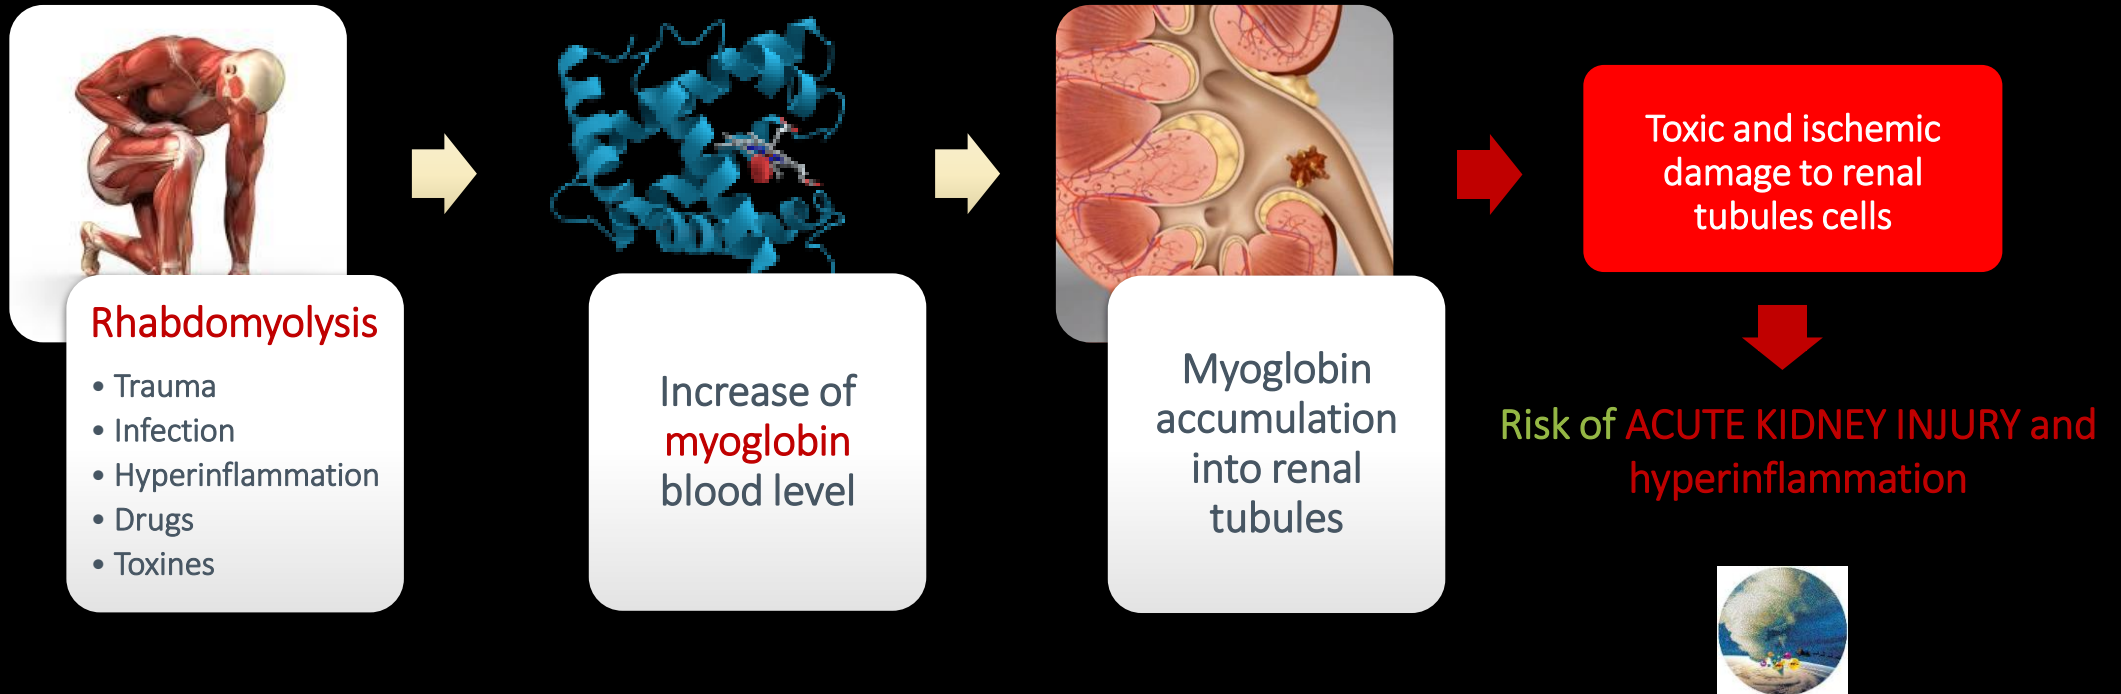 Rhabdomyolysis
• Trauma
• Infection
• Hyperinflammation
• Drugs
• Toxines
Increase of
myoglobin
blood level
Myoglobin
accumulation
into renal
tubules
Toxic and ischemic
damage to renal
tubules cells
Risk of ACUTE KIDNEY INJURY and
hyperinflammation